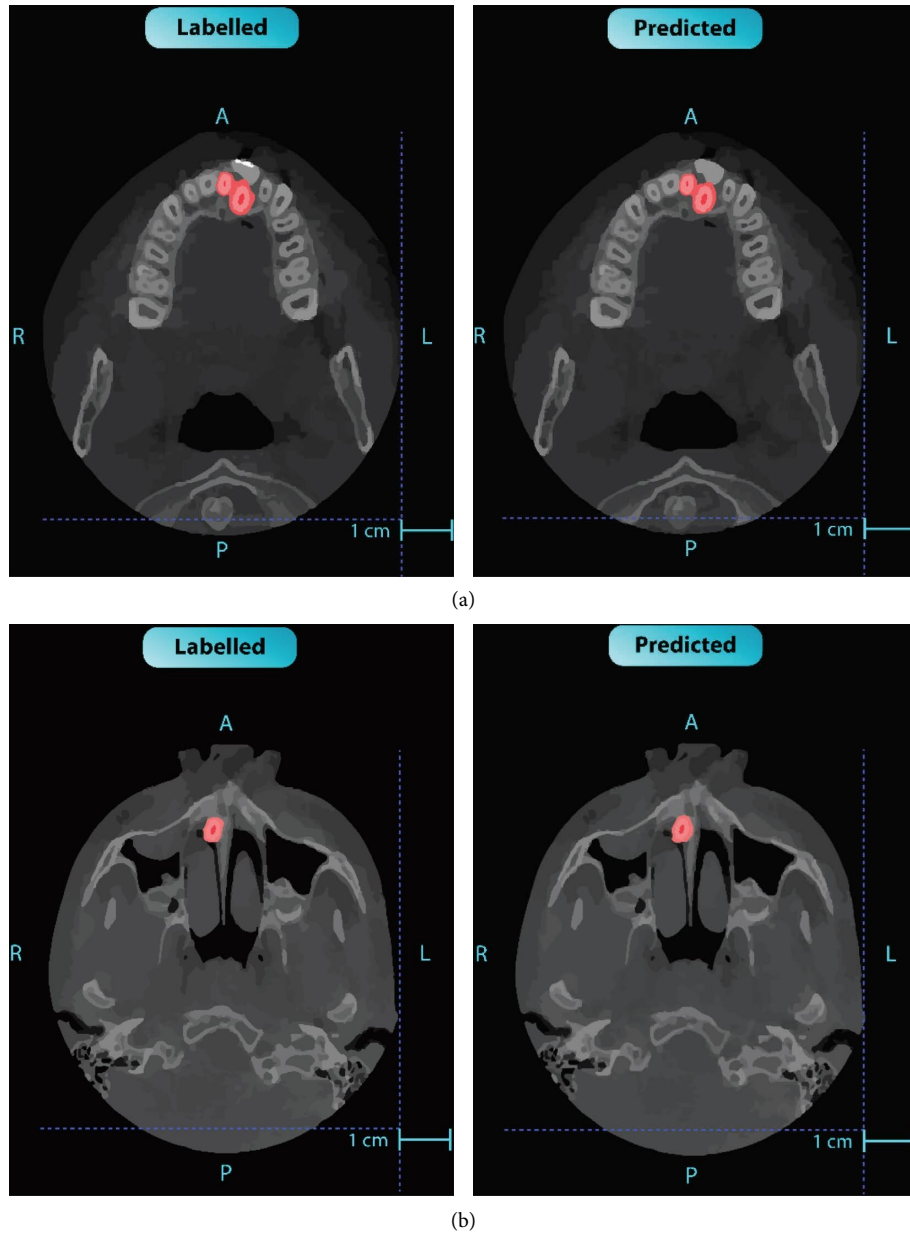 Labelled Predicted
A A
R L R L
1 cm 1 cm
P P
(a)
Labelled Predicted
A A
R L R L
1 cm 1 cm
P P
(b)